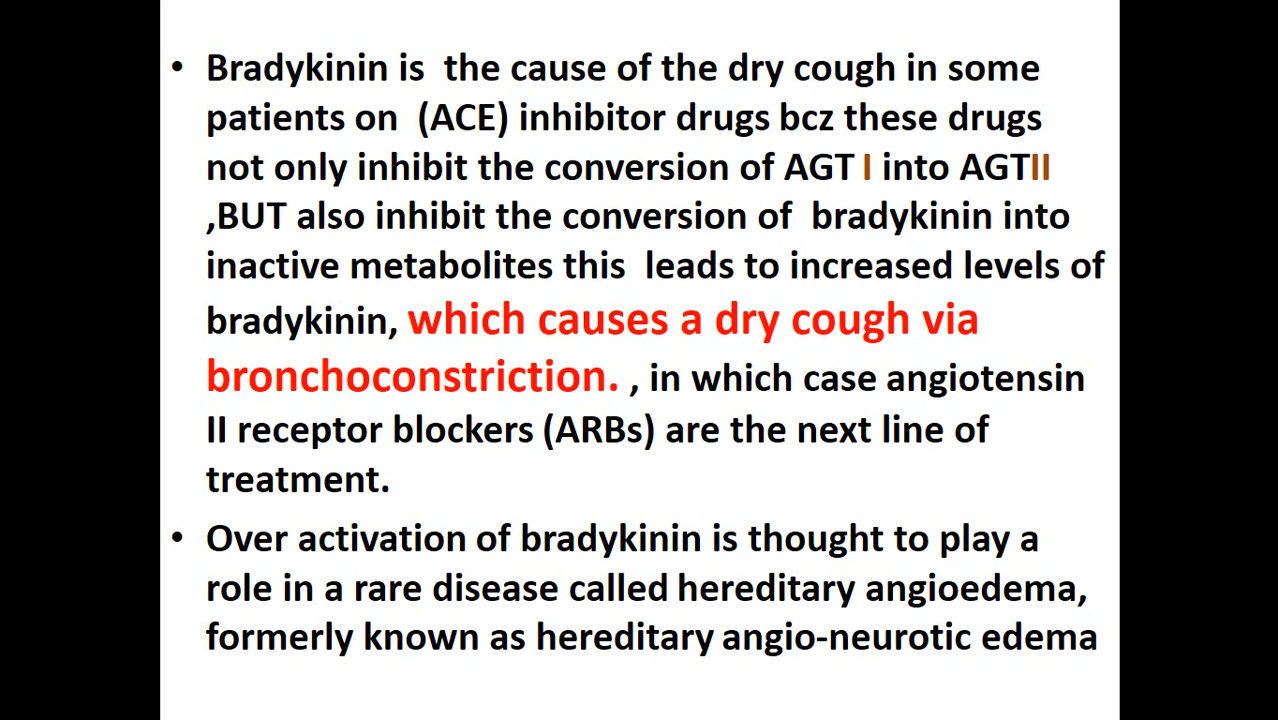 • Bradykinin is the cause of the dry cough in some
patients on (ACE) inhibitor drugs bcz these drugs
not only inhibit the conversion of AGT I into AGTII
,BUT also inhibit the conversion of bradykinin into
inactive metabolites this leads to increased levels of
bradykinin, which causes a dry cough via
bronchoconstriction. , in which case angiotensin
II receptor blockers (ARBs) are the next line of
treatment.
• Over activation of bradykinin is thought to play a
role in a rare disease called hereditary angioedema,
formerly known as hereditary angio-neurotic edema